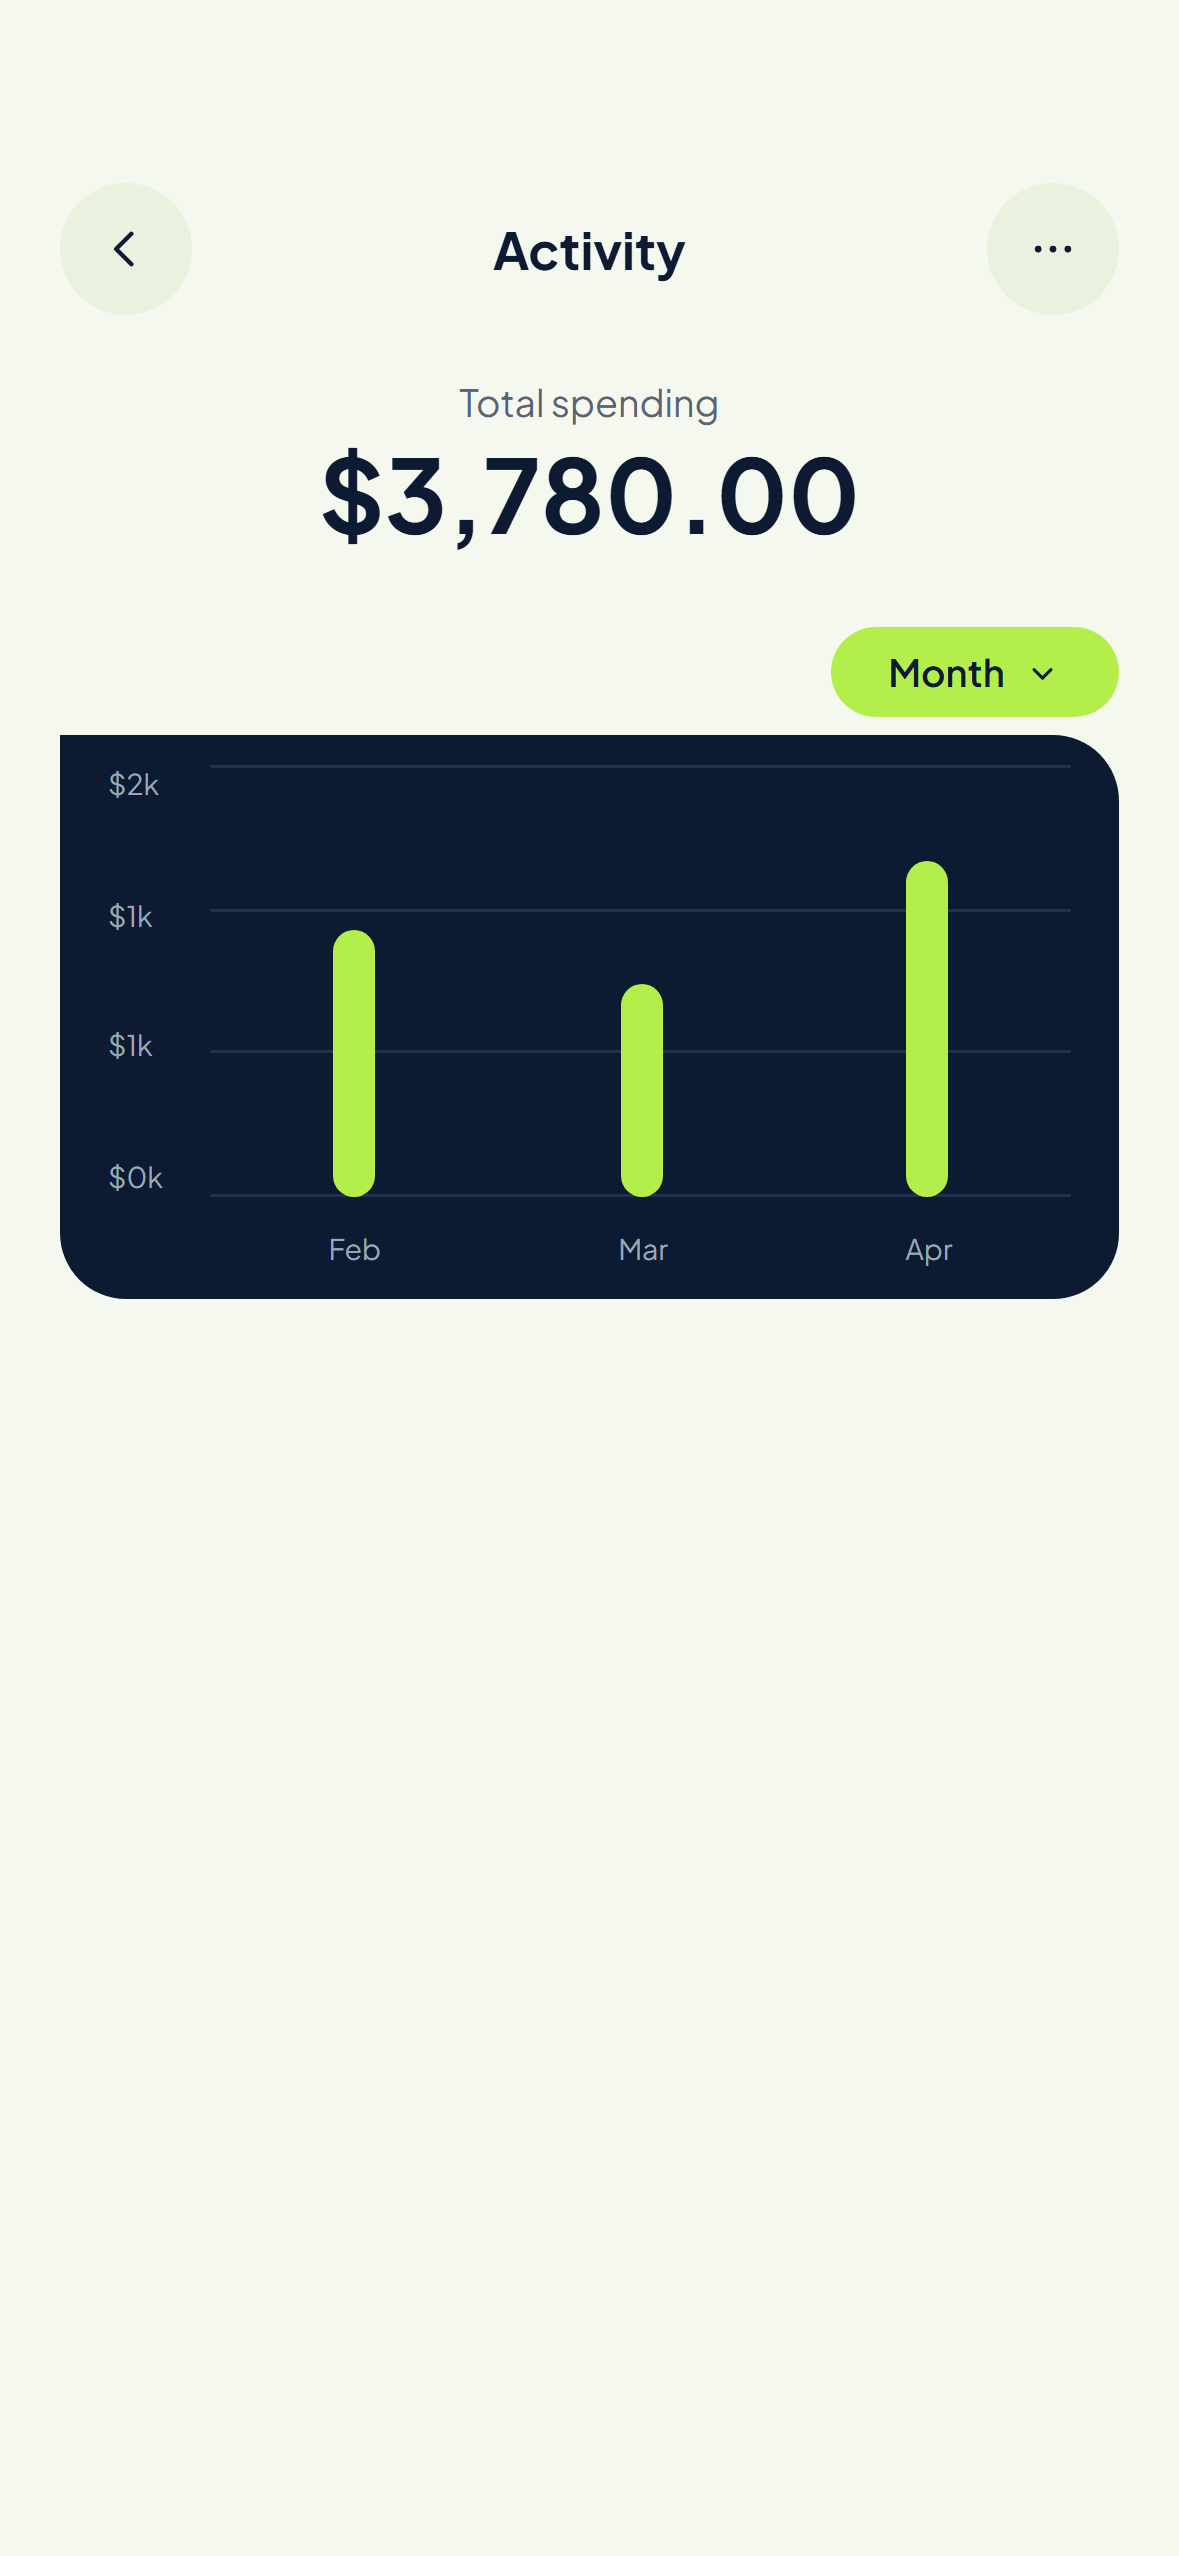 Activity
Total spending
$3,780.00
Month
$2k
$1k
$1k
$0k
Feb Mar Apr